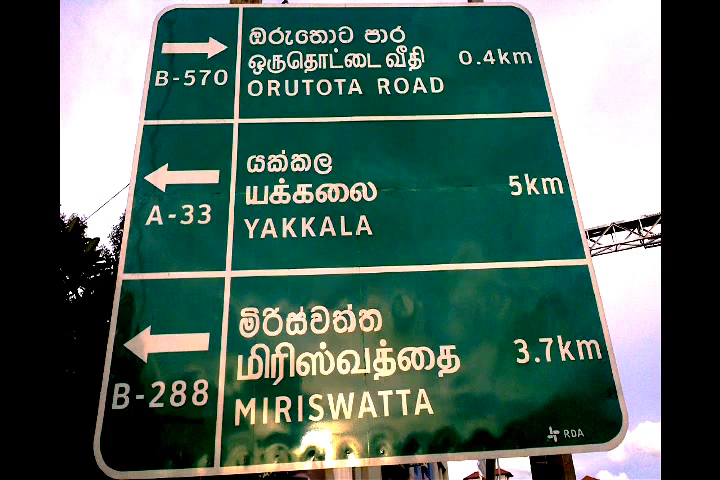 ඔරුතොට පාර
ஒருதொட்டை வீதி 0.4km
B-570 ORUTOTA ROAD
යක්කල
யக்கலை 5km
A-33 YAKKALA
මිරිස්වත්ත
மிரிஸ்வத்தை 3.7km
B-288 MIRISWATTA
RDA